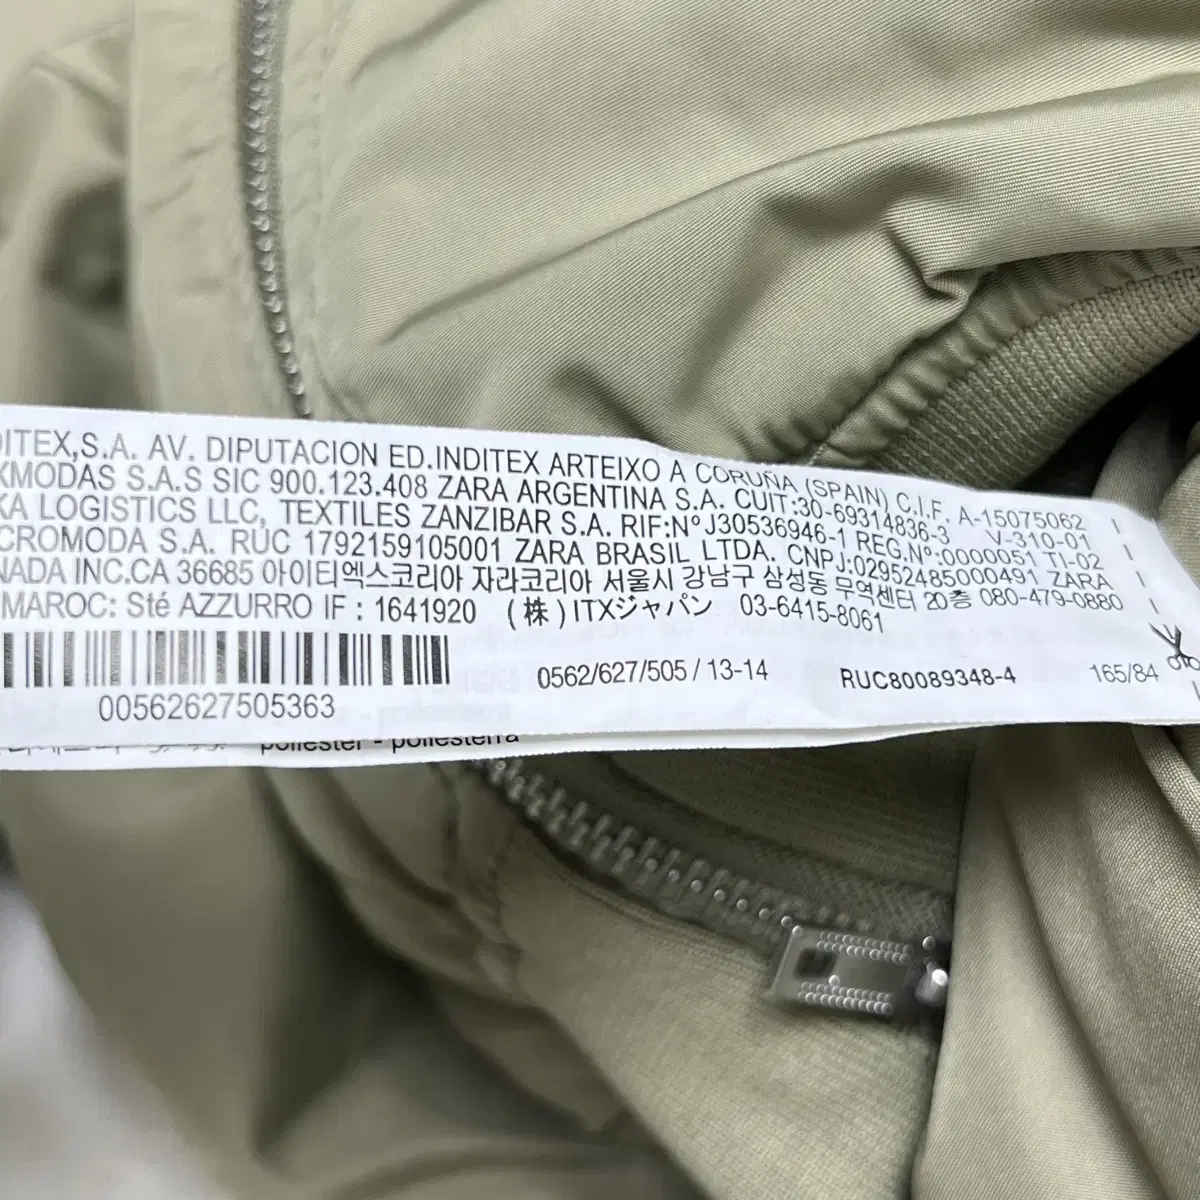 DITEX,S.A. AV. DIPUTACION ED.INDITEX ARTEIXO A CORUÑA (SPAIN) C.I.F. A-15075062
XMODAS S.A.S SIC 900.123.408 ZARA ARGENTINA S.A. CUIT:30-69314836-3 V-310-01
KA LOGISTICS LLC, TEXTILES ZANZIBAR S.A. RIF:Nº J30536946-1 REG.Nº:0000051 TI-02
CROMODA S.A. RUC 1792159105001 ZARA BRASIL LTDA. CNPJ:02952485000491 ZARA
NADA INC.CA 36685 아이티엑스코리아 자라코리아 서울시 강남구 삼성동 무역센터 20층 080-479-0880
MAROC: Sté AZZURRO IF : 1641920 (株)ITXジャパン 03-6415-8061
0562/627/505 / 13-14 RUC80089348-4 165/84
00562627505363
poliester - poliesterra